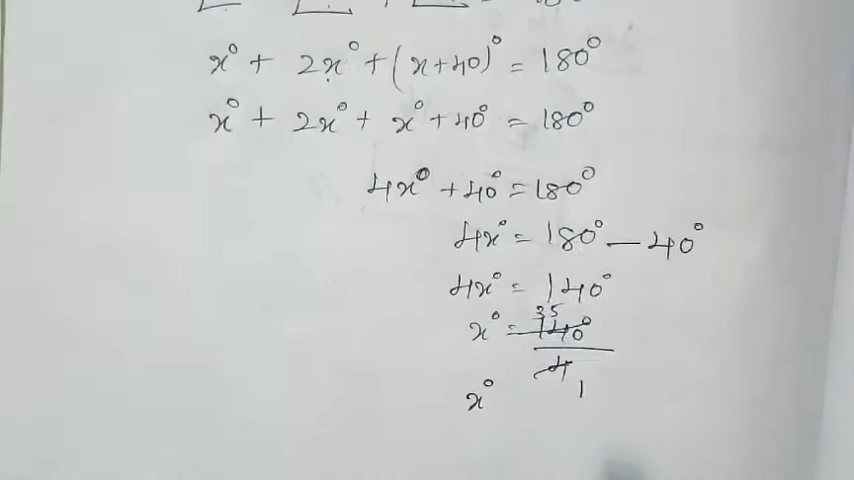 x° + 2x° + (x+40)° = 180°
x° + 2x° + x° + 40° = 180°
4x° + 40° = 180°
4x° = 180° - 40°
4x° = 140°
35
x° = 140°
4 1
x°